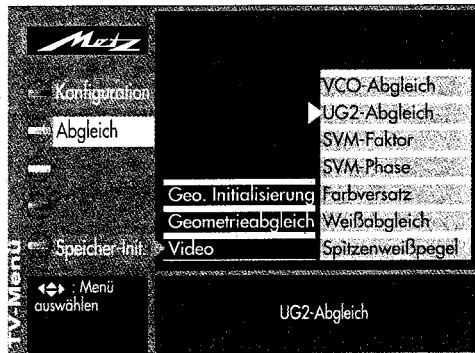 Metz
Konfiguration
Abgleich
Speicher-Init.
TV-Menü
Geo. Initialisierung
Geometrieabgleich
Video
VCO-Abgleich
UG2-Abgleich
SVM-Faktor
SVM-Phase
Farbversatz
Weißabgleich
Spitzenweißpegel
: Menü
auswählen
UG2-Abgleich